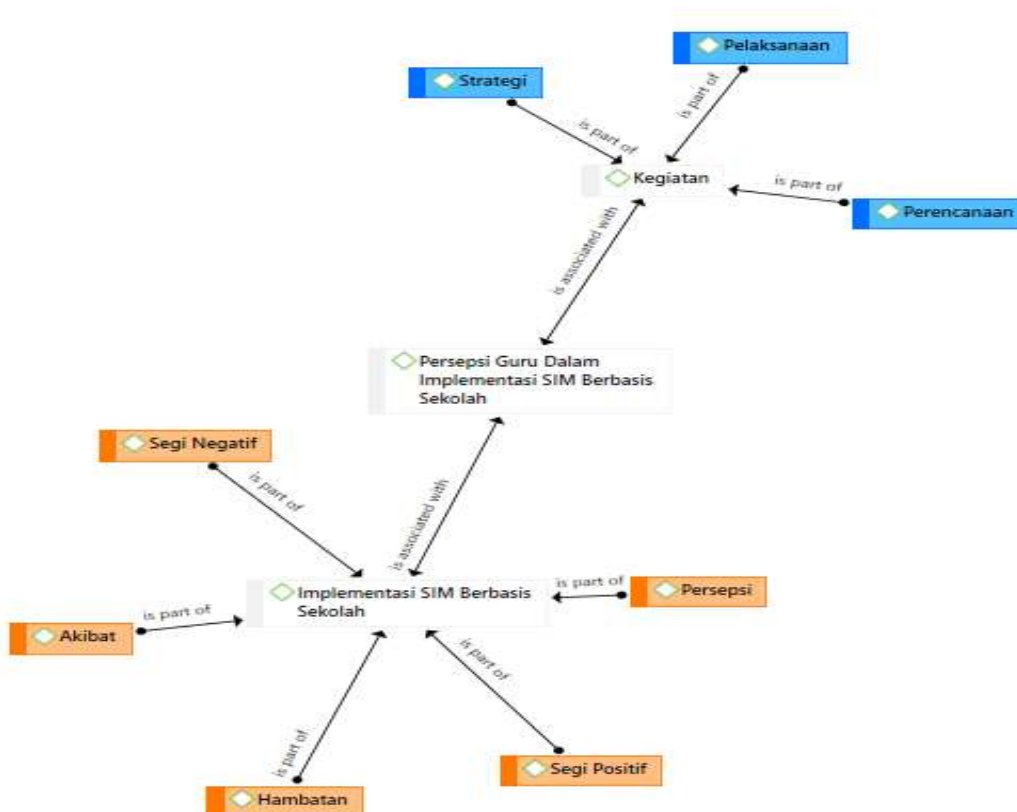 Pelaksanaan
Strategi
is part of
is part of
Kegiatan
is part of
Perencanaan
is associated with
Persepsi Guru Dalam
Implementasi SIM Berbasis
Sekolah
Segi Negatif
is part of
is associated with
Implementasi SIM Berbasis
Sekolah
is part of
Persepsi
is part of
Akibat
is part of
is part of
Segi Positif
Hambatan